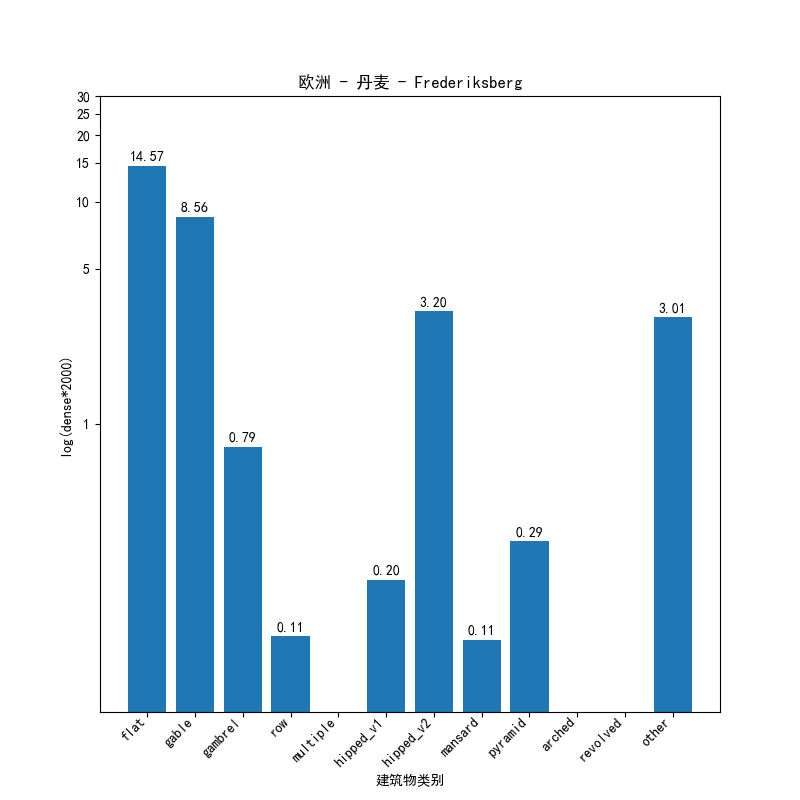 欧洲 - 丹麦 - Frederiksberg
30
25
20
15
10
5
1
log(dense*2000)
14.57
8.56
0.79
0.11
0.20
3.20
0.11
0.29
3.01
flat
gable
gambrel
row
multiple
hipped_v1
hipped_v2
mansard
pyramid
arched
revolved
other
建筑物类别